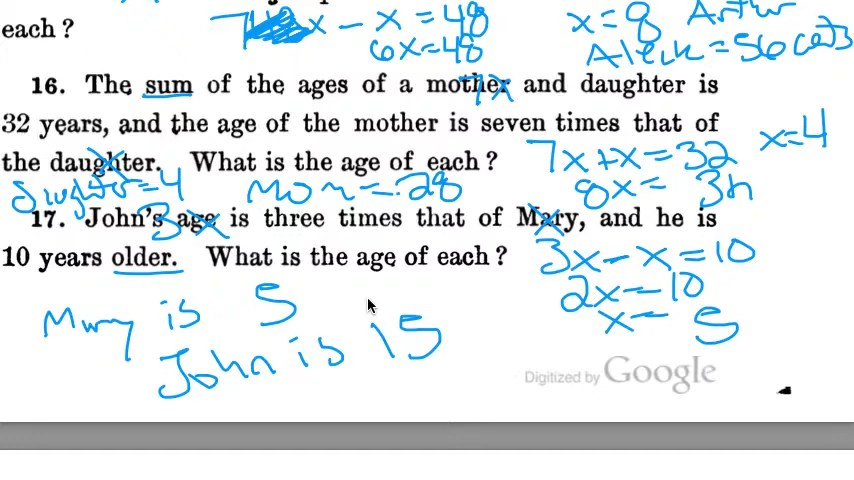 each ?
x - x = 48
x = 8
6x=48
Aleck = 56 cats
16. The sum of the ages of a mother and daughter is
7x
32 years, and the age of the mother is seven times that of
x=4
the daughter. What is the age of each ?
x
7x+x=32
Daughter=4
Mom = 28
8x= 32
17. John's age is three times that of Mary, and he is
3x
x
10 years older. What is the age of each ?
3x-x=10
2x=10
Mary is 5
x= 5
John is 15
Digitized by Google